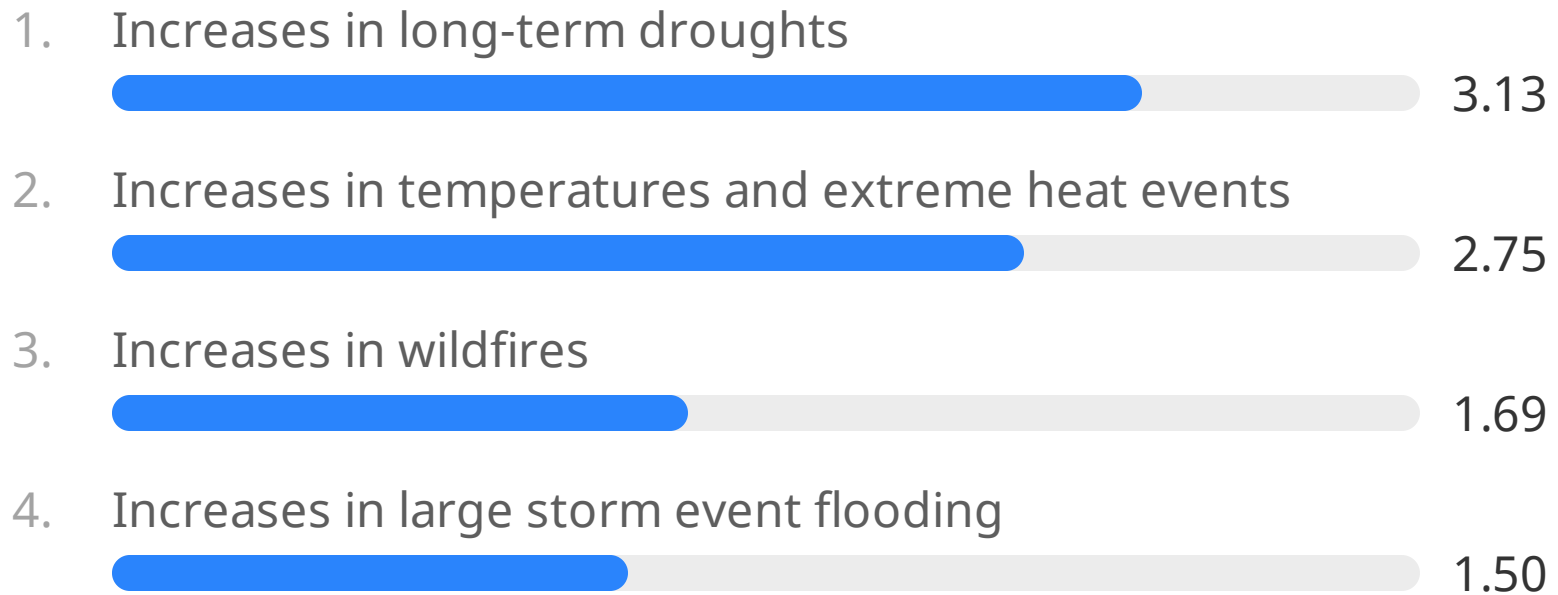 1. Increases in long-term droughts
3.13
2. Increases in temperatures and extreme heat events
2.75
3. Increases in wildfires
1.69
4. Increases in large storm event flooding
1.50